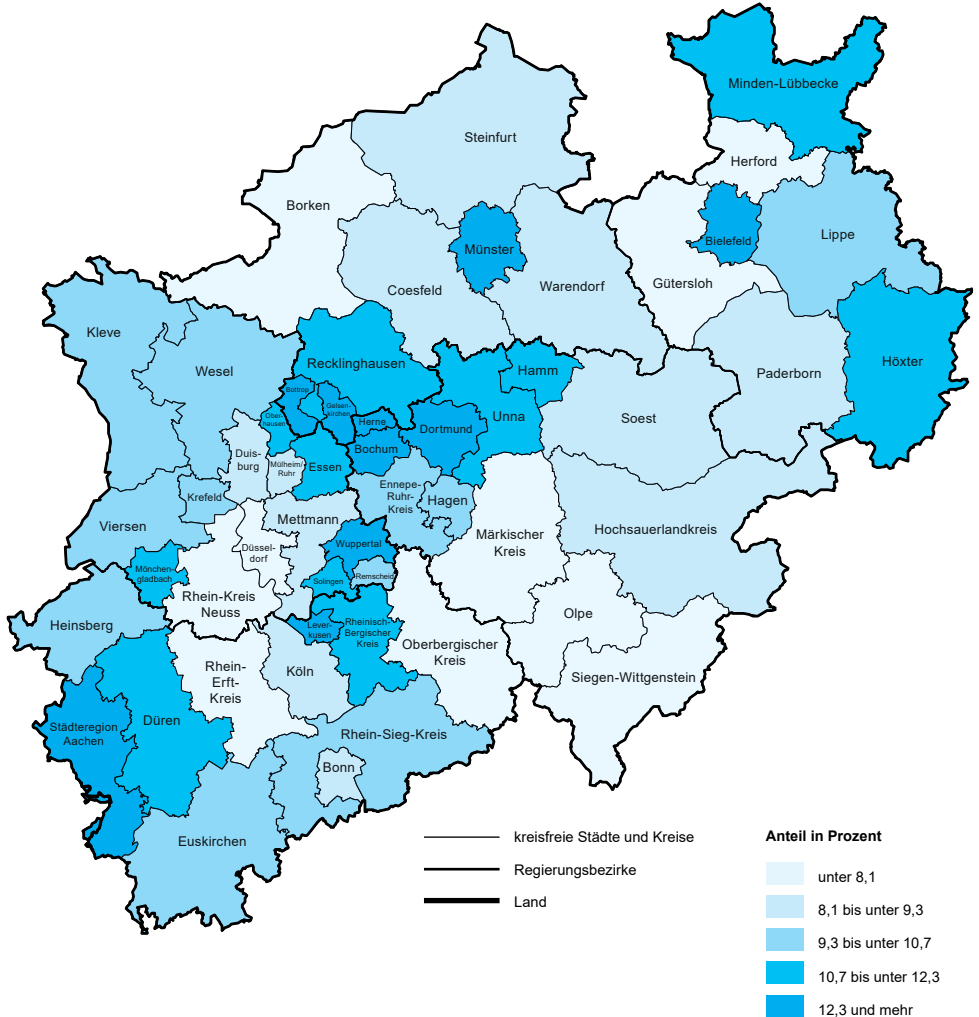 Minden-Lübbecke
Steinfurt
Herford
Borken
Bielefeld
Lippe
Münster
Gütersloh
Coesfeld
Warendorf
Kleve
Höxter
Recklinghausen
Wesel
Hamm
Paderborn
Bottrop
Gelsen-
kirchen
Unna
Soest
Ober-
hausen
Herne
Dortmund
Bochum
Duis-
burg
Mülheim/
Ruhr
Essen
Ennepe-
Ruhr-
Kreis
Krefeld
Hagen
Viersen
Mettmann
Hochsauerlandkreis
Märkischer
Kreis
Düssel-
dorf
Wuppertal
Mönchen-
gladbach
Solingen
Remscheid
Rhein-Kreis
Neuss
Olpe
Heinsberg
Lever-
kusen
Rheinisch-
Bergischer
Kreis
Oberbergischer
Kreis
Köln
Rhein-
Erft-
Kreis
Siegen-Wittgenstein
Städteregion
Aachen
Düren
Rhein-Sieg-Kreis
Bonn
Euskirchen
kreisfreie Städte und Kreise
Regierungsbezirke
Land
Anteil in Prozent
unter 8,1
8,1 bis unter 9,3
9,3 bis unter 10,7
10,7 bis unter 12,3
12,3 und mehr